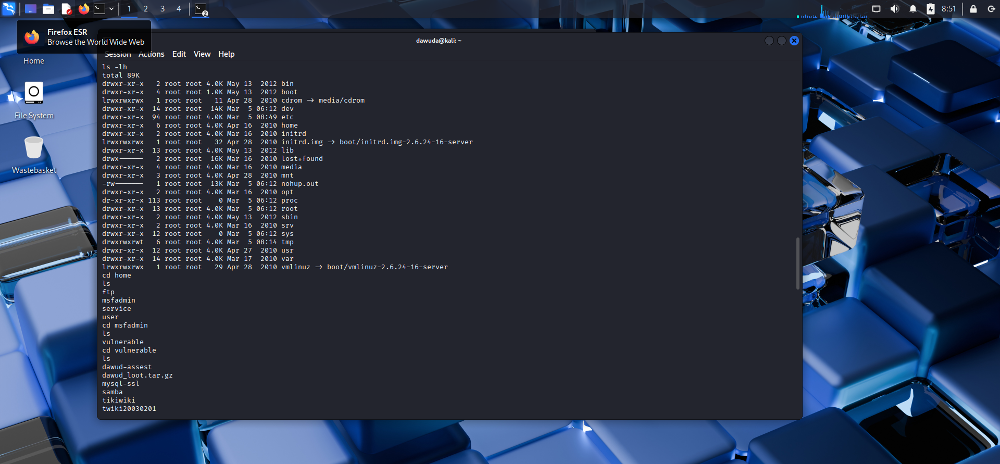 1 2 3 4
2
8:51
Firefox ESR
Browse the World Wide Web
Home
File System
Wastebasket
dawuda@kali: ~
Session Actions Edit View Help
ls -lh
total 89K
drwxr-xr-x   2 root root 4.0K May 13  2012 bin
drwxr-xr-x   4 root root 1.0K May 13  2012 boot
lrwxrwxrwx   1 root root   11 Apr 28  2010 cdrom → media/cdrom
drwxr-xr-x  14 root root  14K Mar  5 06:12 dev
drwxr-xr-x  94 root root 4.0K Mar  5 08:49 etc
drwxr-xr-x   6 root root 4.0K Apr 16  2010 home
drwxr-xr-x   2 root root 4.0K Mar 16  2010 initrd
lrwxrwxrwx   1 root root   32 Apr 28  2010 initrd.img → boot/initrd.img-2.6.24-16-server
drwxr-xr-x  13 root root 4.0K May 13  2012 lib
drwx------   2 root root  16K Mar 16  2010 lost+found
drwxr-xr-x   4 root root 4.0K Mar 16  2010 media
drwxr-xr-x   3 root root 4.0K Apr 28  2010 mnt
-rw-------   1 root root  13K Mar  5 06:12 nohup.out
drwxr-xr-x   2 root root 4.0K Mar 16  2010 opt
dr-xr-xr-x 113 root root    0 Mar  5 06:12 proc
drwxr-xr-x  13 root root 4.0K Mar  5 06:12 root
drwxr-xr-x   2 root root 4.0K May 13  2012 sbin
drwxr-xr-x   2 root root 4.0K Mar 16  2010 srv
drwxr-xr-x  12 root root    0 Mar  5 06:12 sys
drwxrwxrwt   6 root root 4.0K Mar  5 08:14 tmp
drwxr-xr-x  12 root root 4.0K Apr 27  2010 usr
drwxr-xr-x  14 root root 4.0K Mar 17  2010 var
lrwxrwxrwx   1 root root   29 Apr 28  2010 vmlinuz → boot/vmlinuz-2.6.24-16-server
cd home
ls
ftp
msfadmin
service
user
cd msfadmin
ls
vulnerable
cd vulnerable
ls
dawud-assest
dawud_loot.tar.gz
mysql-ssl
samba
tikiwiki
twiki20030201